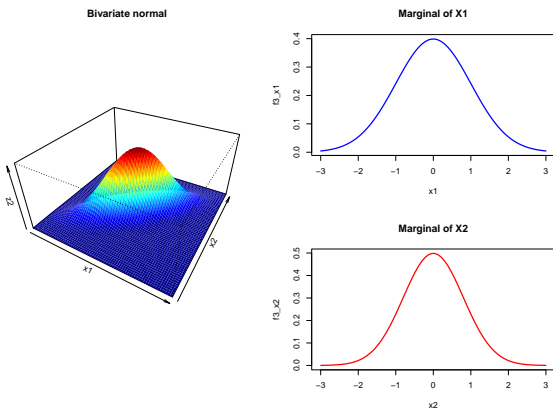 Bivariate normal
z2
x1
x2
Marginal of X1
f3_x1
0.4
0.3
0.2
0.1
0.0
−3 −2 −1 0 1 2 3
x1
Marginal of X2
f3_x2
0.5
0.4
0.3
0.2
0.1
0.0
−3 −2 −1 0 1 2 3
x2